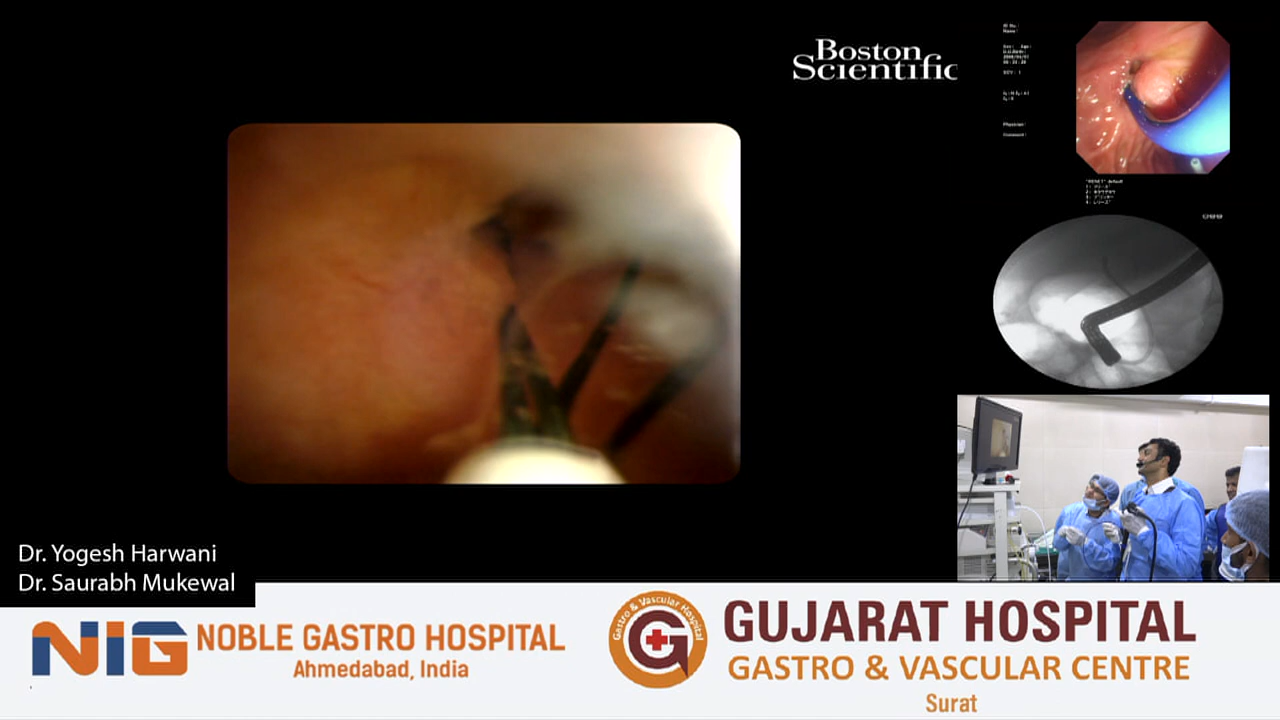 Boston
Scientific
Dr. Yogesh Harwani
Dr. Saurabh Mukewal
NIG
NOBLE GASTRO HOSPITAL
Ahmedabad, India
Gastro & Vascular Hospital
G
GUJARAT HOSPITAL
GASTRO & VASCULAR CENTRE
Surat